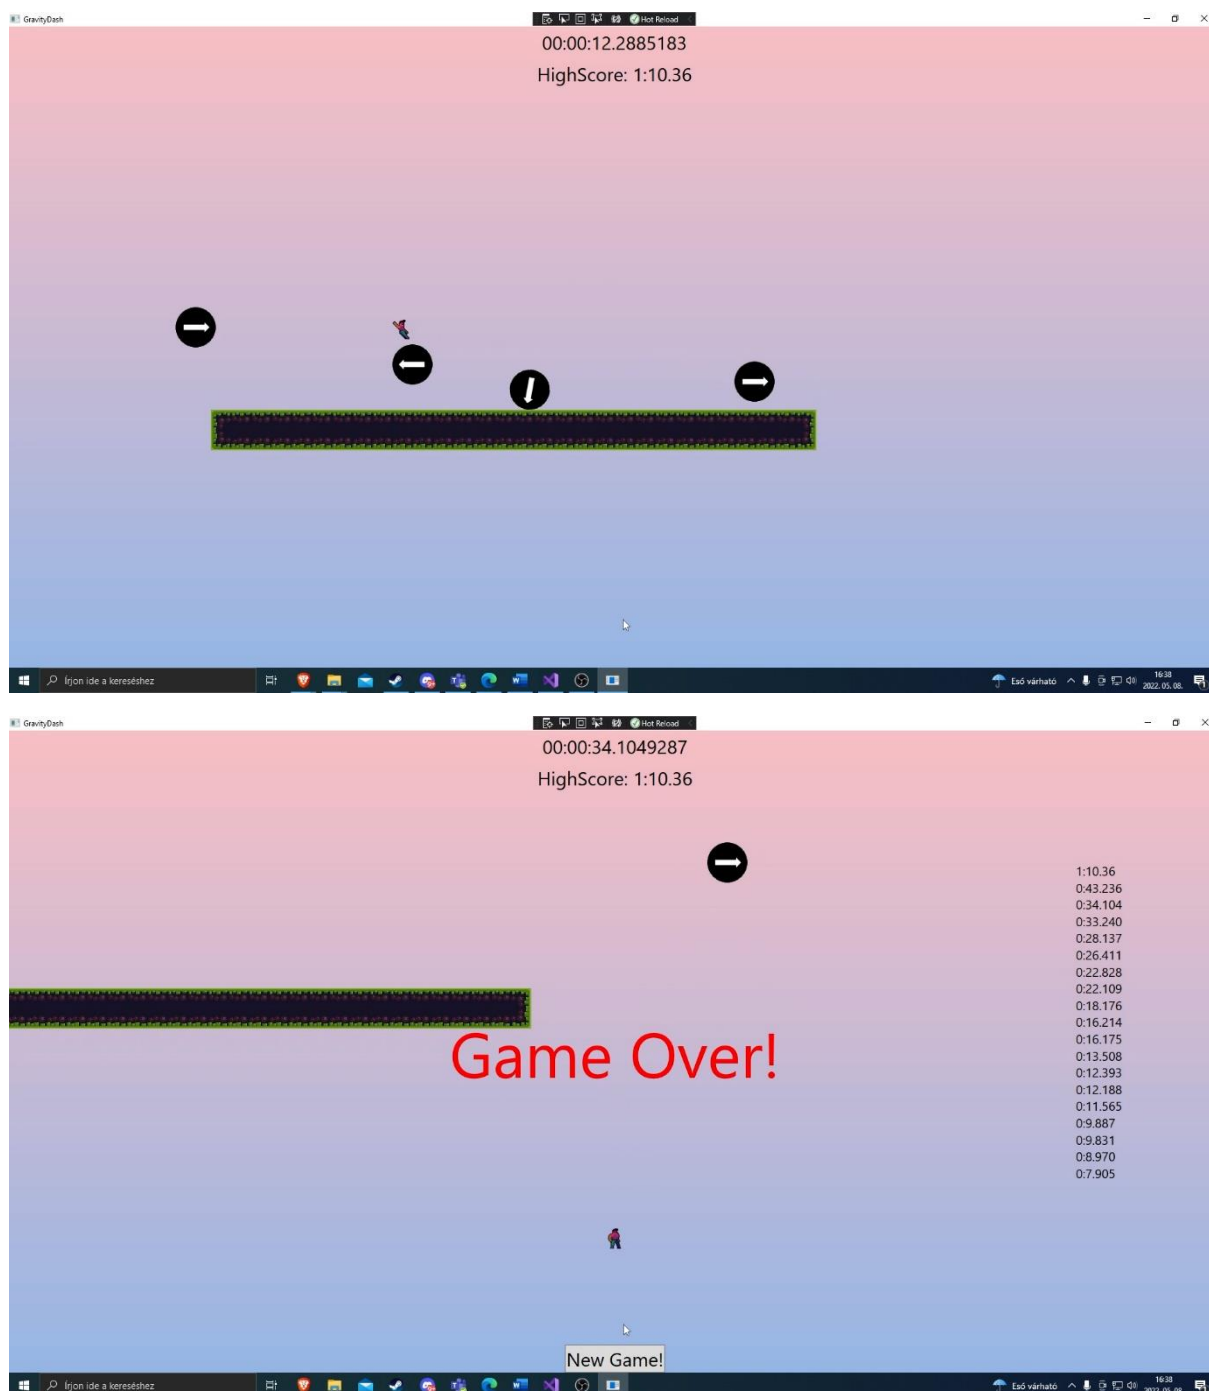 GravityDash
Hot Reload
00:00:12.2885183
HighScore: 1:10.36
Írjon ide a kereséshez
Eső várható
16:38
2022. 05. 08.
GravityDash
Hot Reload
00:00:34.1049287
HighScore: 1:10.36
1:10.36
0:43.236
0:34.104
0:33.240
0:28.137
0:26.411
0:22.828
0:22.109
0:18.176
0:16.214
0:16.175
0:13.508
0:12.393
0:12.188
0:11.565
0:9.887
0:9.831
0:8.970
0:7.905
Game Over!
New Game!
Írjon ide a kereséshez
Eső várható
16:38
2022. 05. 08.